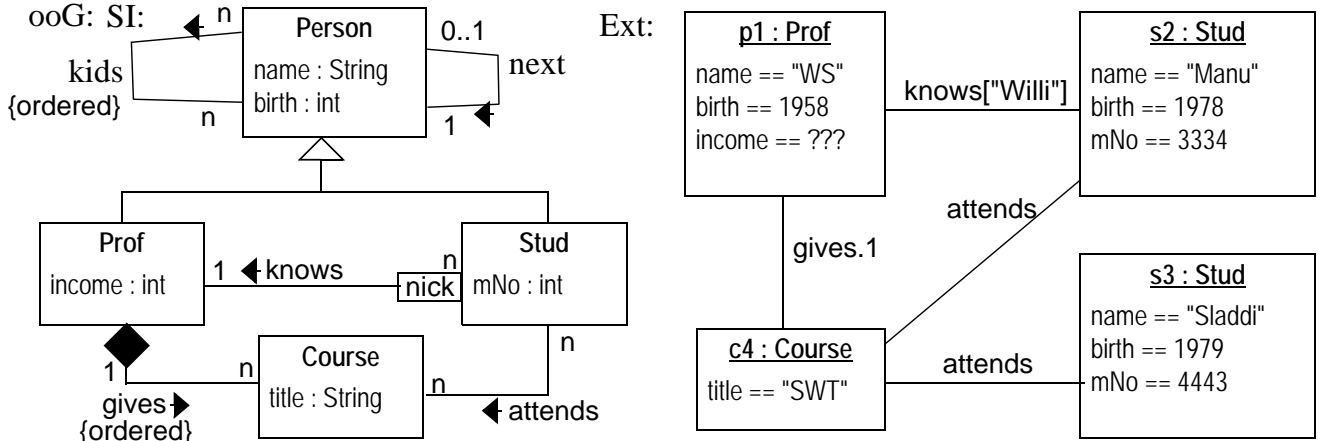 ooG: SI:
n
Person
name : String
birth : int
0..1
next
1
kids
{ordered}
n
Prof
income : int
1
knows
n
nick
Stud
mNo : int
1
gives
{ordered}
n
Course
title : String
n
attends
n
Ext:
p1 : Prof
name == "WS"
birth == 1958
income == ???
knows["Willi"]
s2 : Stud
name == "Manu"
birth == 1978
mNo == 3334
attends
gives.1
c4 : Course
title == "SWT"
attends
s3 : Stud
name == "Sladdi"
birth == 1979
mNo == 4443